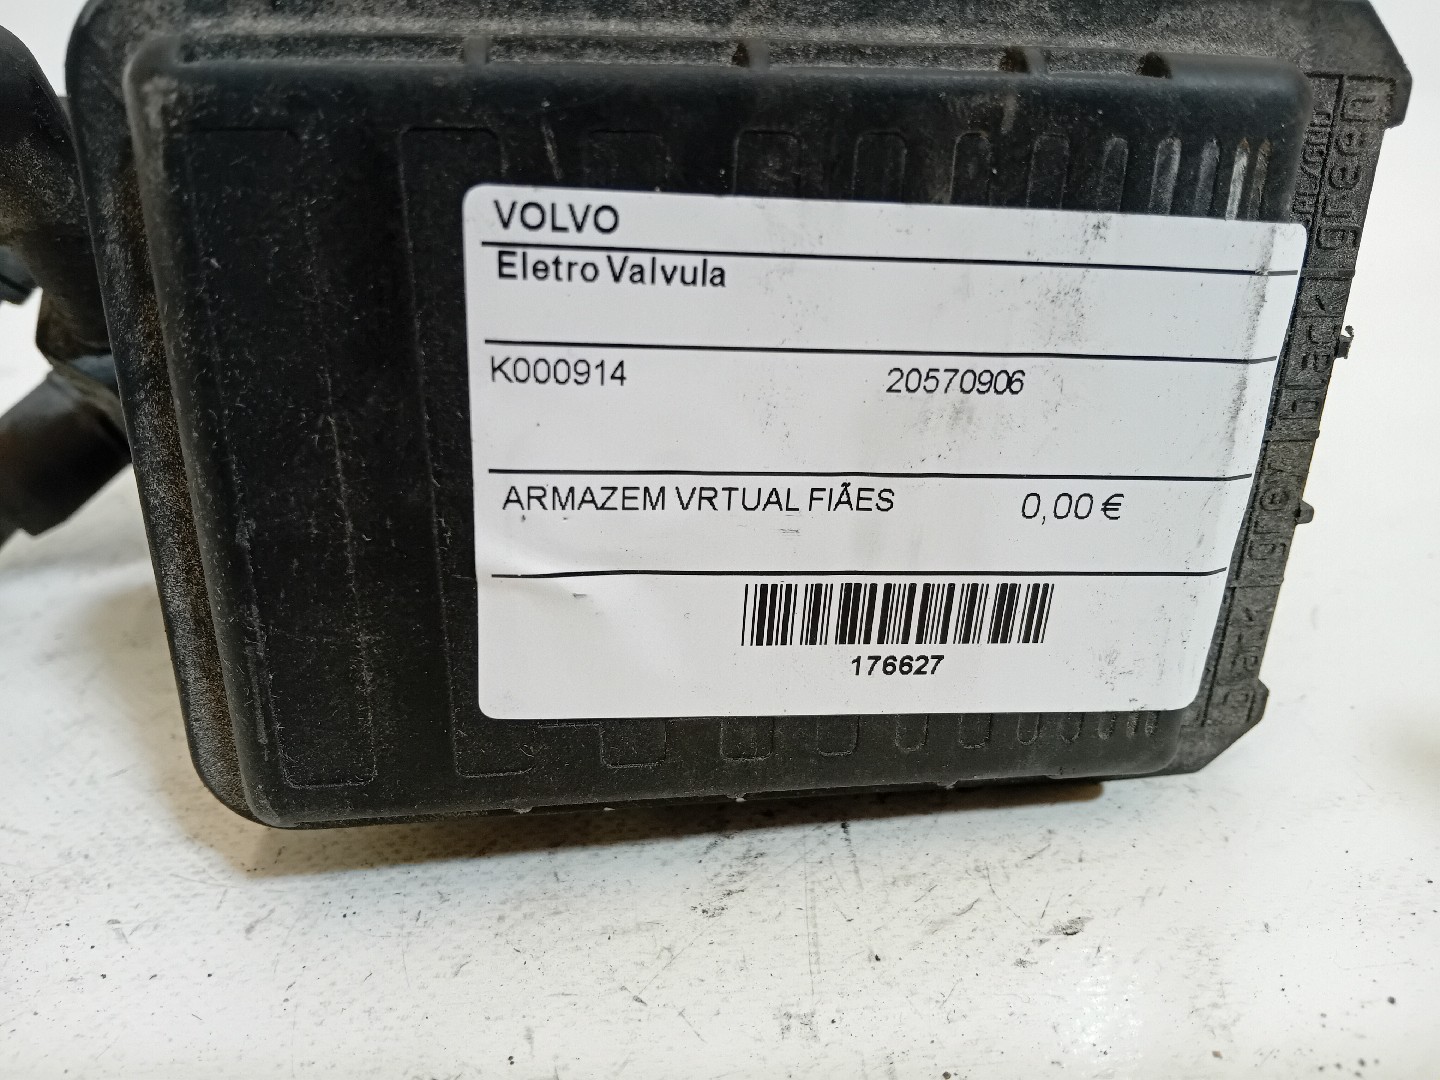 VOLVO
Eletro Valvula
K000914 20570906
ARMAZEM VRTUAL FIÃES 0,00 €
176627